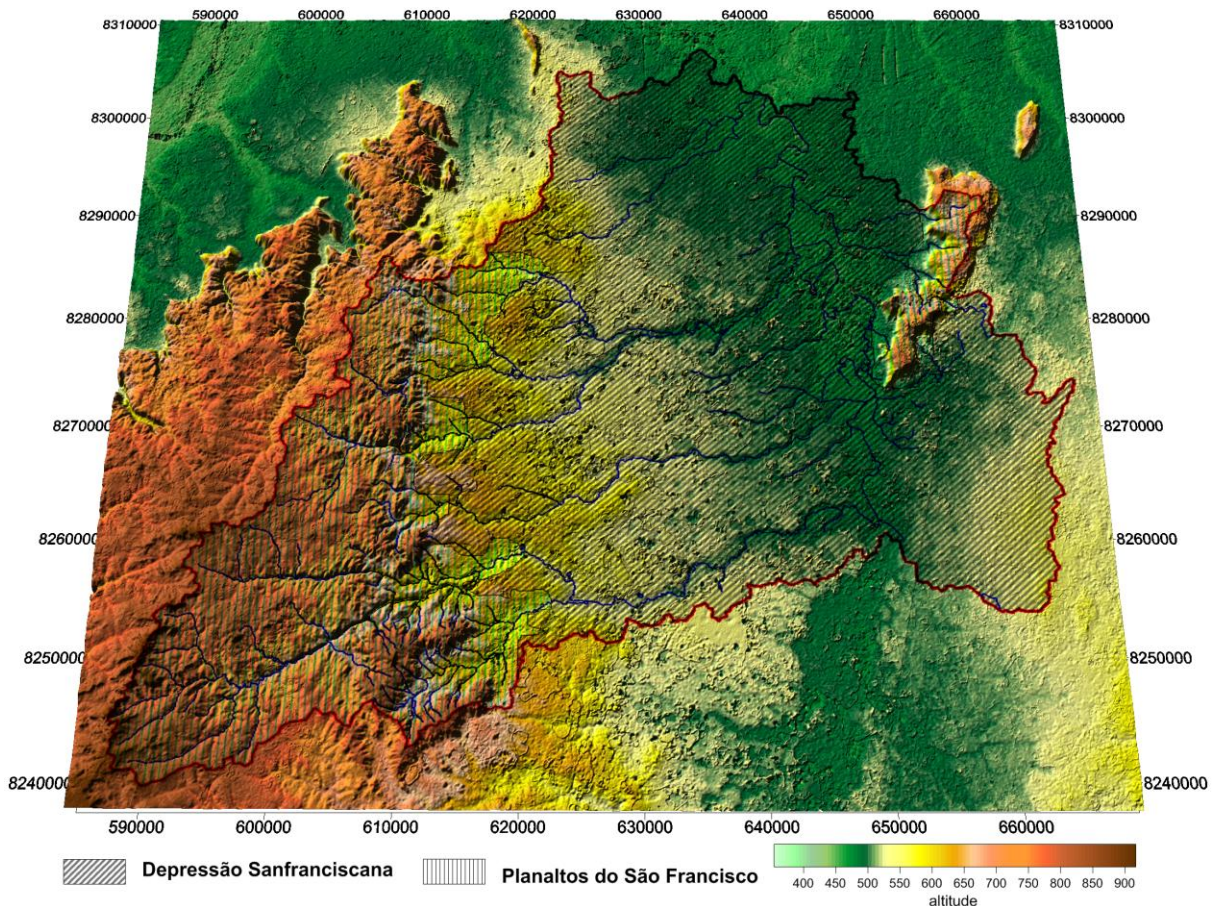 590000 600000 610000 620000 630000 640000 650000 660000
8310000 8310000
8300000 8300000
8290000 8290000
8280000 8280000
8270000 8270000
8260000 8260000
8250000 8250000
8240000 8240000
590000 600000 610000 620000 630000 640000 650000 660000
Depressão Sanfranciscana Planaltos do São Francisco
400 450 500 550 600 650 700 750 800 850 900
altitude